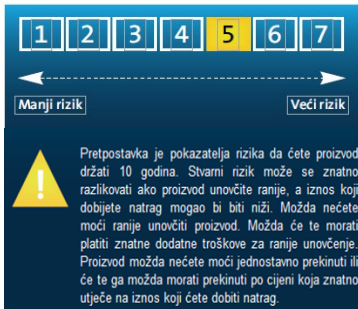 1 2 3 4 5 6 7
Manji rizik Veći rizik
Pretpostavka je pokazatelja rizika da ćete proizvod
držati 10 godina. Stvarni rizik može se znatno
razlikovati ako proizvod unovčite ranije, a iznos koji
dobijete natrag mogao bi biti niži. Možda nećete
moći ranije unovčiti proizvod. Možda će te morati
platiti znatne dodatne troškove za ranije unovčenje.
Proizvod možda nećete moći jednostavno prekinuti ili
će te ga možda morati prekinuti po cijeni koja znatno
utječe na iznos koji ćete dobiti natrag.